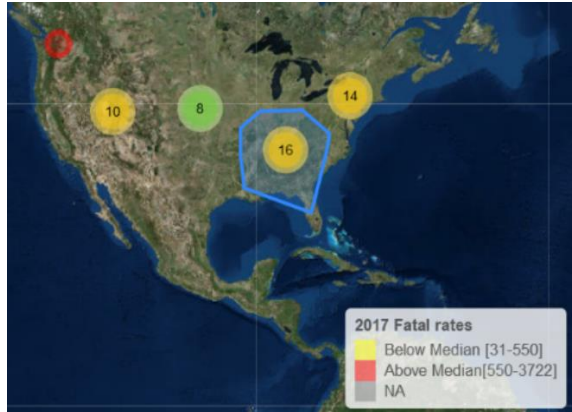 14
10
8
16
2017 Fatal rates
Below Median [31-550]
Above Median[550-3722]
NA